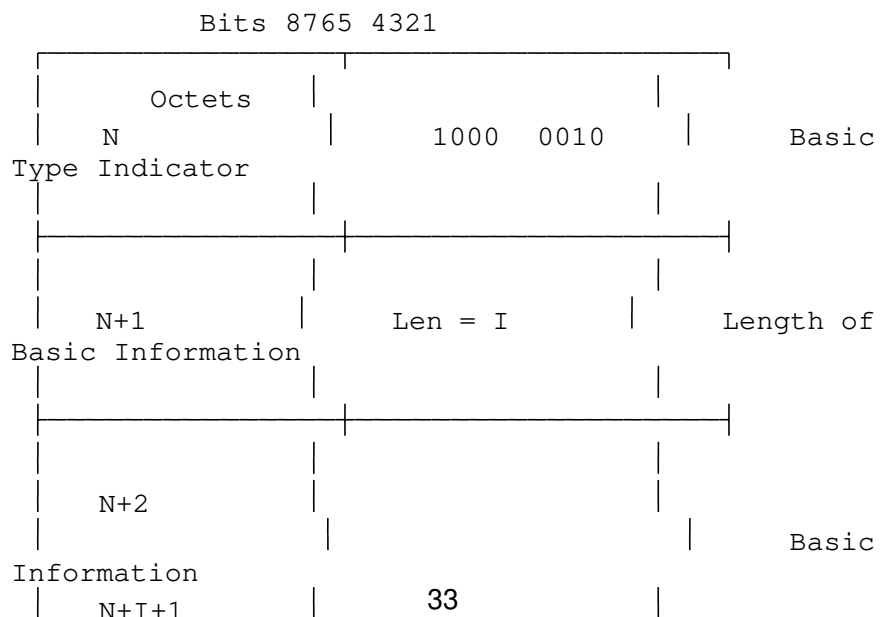 Bits 8765 4321
Octets
N 1000 0010 Basic
Type Indicator
N+1 Len = I Length of
Basic Information
N+2
Basic
Information
N+I+1 33